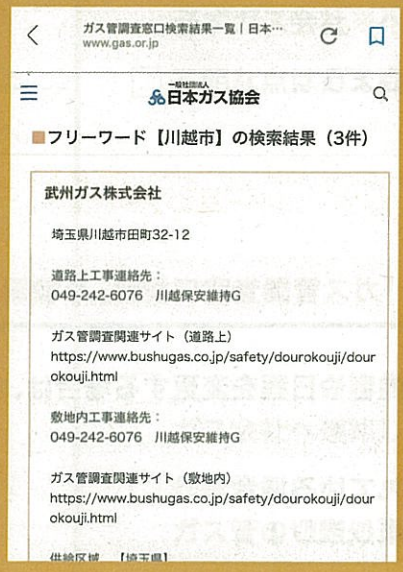 ガス管調査窓口検索結果一覧｜日本…
www.gas.or.jp
一般社団法人
日本ガス協会
■フリーワード【川越市】の検索結果（3件）
武州ガス株式会社
埼玉県川越市田町32-12
道路上工事連絡先：
049-242-6076　川越保安維持G
ガス管調査関連サイト（道路上）
https://www.bushugas.co.jp/safety/dourokouji/dour
okouji.html
敷地内工事連絡先：
049-242-6076　川越保安維持G
ガス管調査関連サイト（敷地内）
https://www.bushugas.co.jp/safety/dourokouji/dour
okouji.html
供給区域　【埼玉県】